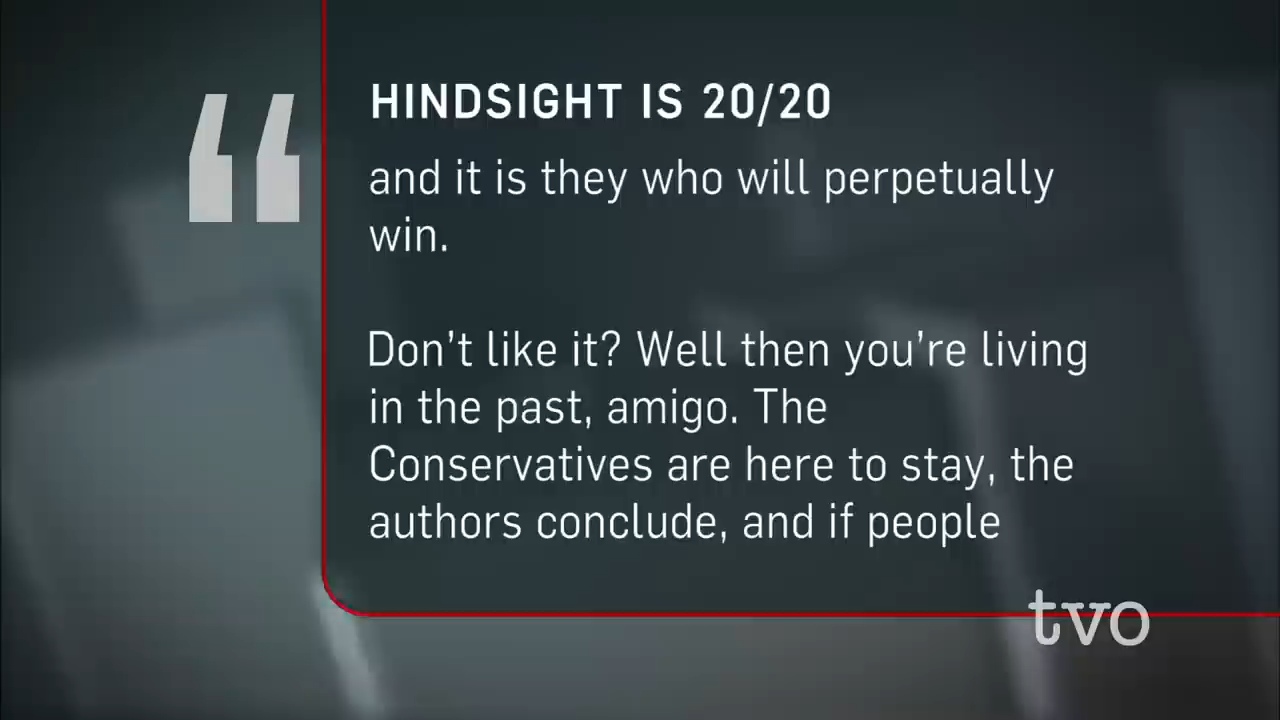 “
HINDSIGHT IS 20/20
and it is they who will perpetually
win.
Don't like it? Well then you're living
in the past, amigo. The
Conservatives are here to stay, the
authors conclude, and if people
tvo